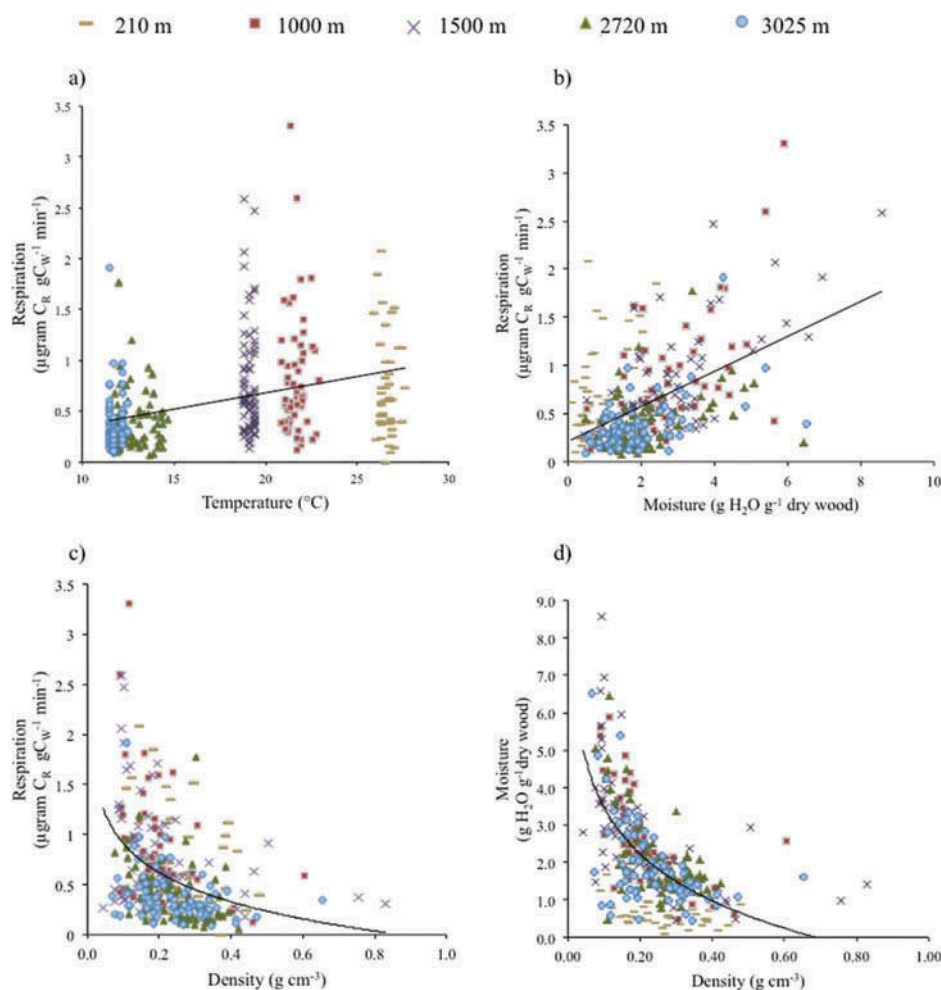 210 m 1000 m 1500 m 2720 m 3025 m
a)
3.5
3
2.5
2
1.5
1
0.5
0
Respiration
(µgram C_R gC_W⁻¹ min⁻¹)
10 15 20 25 30
Temperature (°C)
b)
3.5
3
2.5
2
1.5
1
0.5
0
Respiration
(µgram C_R gC_W⁻¹ min⁻¹)
0 2 4 6 8 10
Moisture (g H₂O g⁻¹ dry wood)
c)
3.5
3
2.5
2
1.5
1
0.5
0
Respiration
(µgram C_R gC_W⁻¹ min⁻¹)
0.0 0.2 0.4 0.6 0.8 1.0
Density (g cm⁻³)
d)
9.0
8.0
7.0
6.0
5.0
4.0
3.0
2.0
1.0
0.0
Moisture
(g H₂O g⁻¹ dry wood)
0.00 0.20 0.40 0.60 0.80 1.00
Density (g cm⁻³)